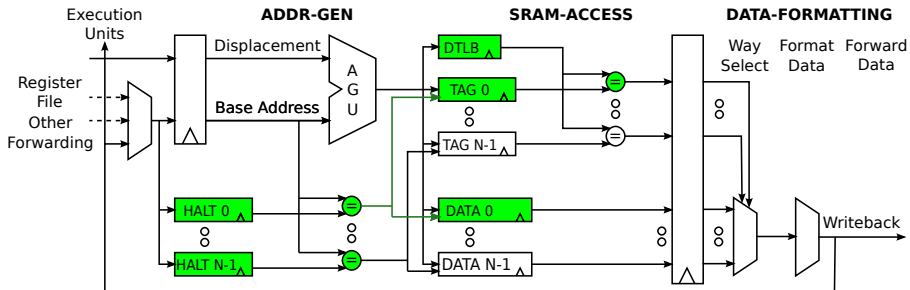 Execution
Units
ADDR-GEN
SRAM-ACCESS
DATA-FORMATTING
Displacement
DTLB
Way
Select
Format
Data
Forward
Data
Register
File
Other
Forwarding
A
G
U
TAG 0
=
Base Address
TAG N-1
=
HALT 0
=
DATA 0
Writeback
HALT N-1
=
DATA N-1